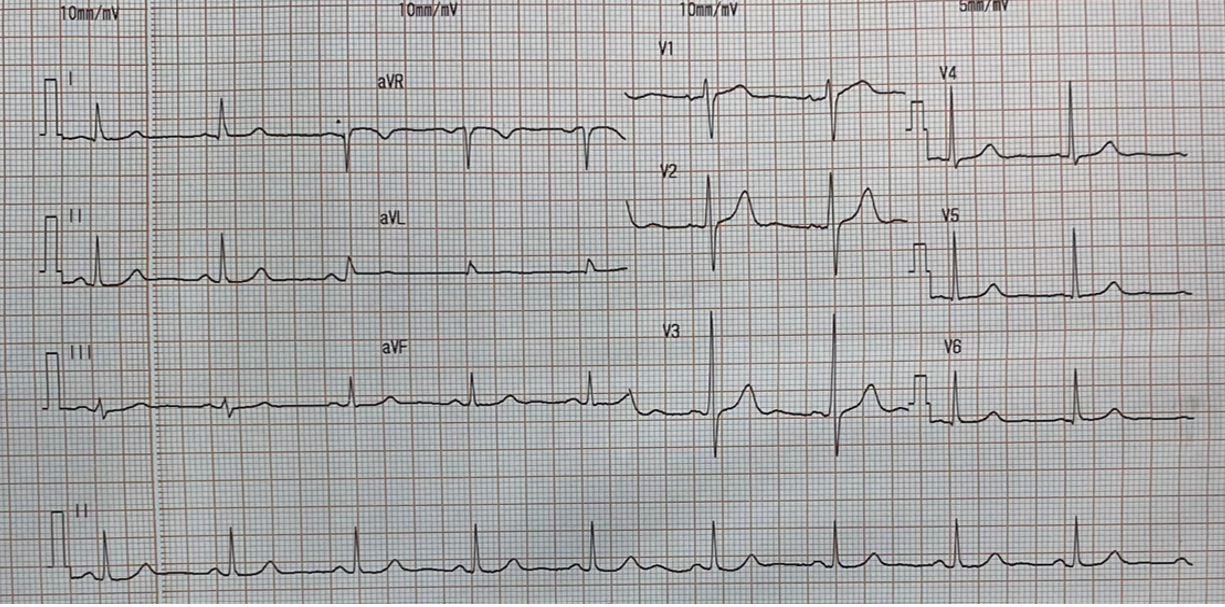 10mm/mV 10mm/mV 10mm/mV 5mm/mV
I aVR V1 V4
II aVL V2 V5
III aVF V3 V6
II